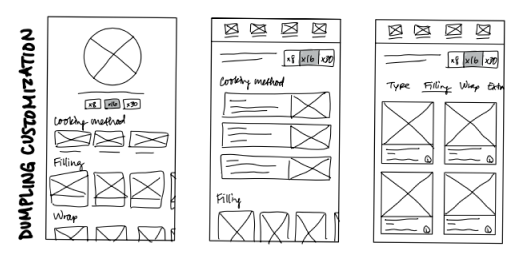 DUMPLING CUSTOMIZATION
x8 x16 x30
Cooking method
Filling
Wrap
x8 x16 x30
Cooking method
Filling
x8 x16 x30
Type Filling Wrap Extra